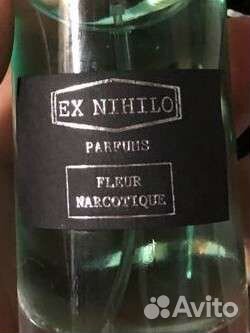 EX NIHILO
PARFUMS
FLEUR
NARCOTIQUE
Avito